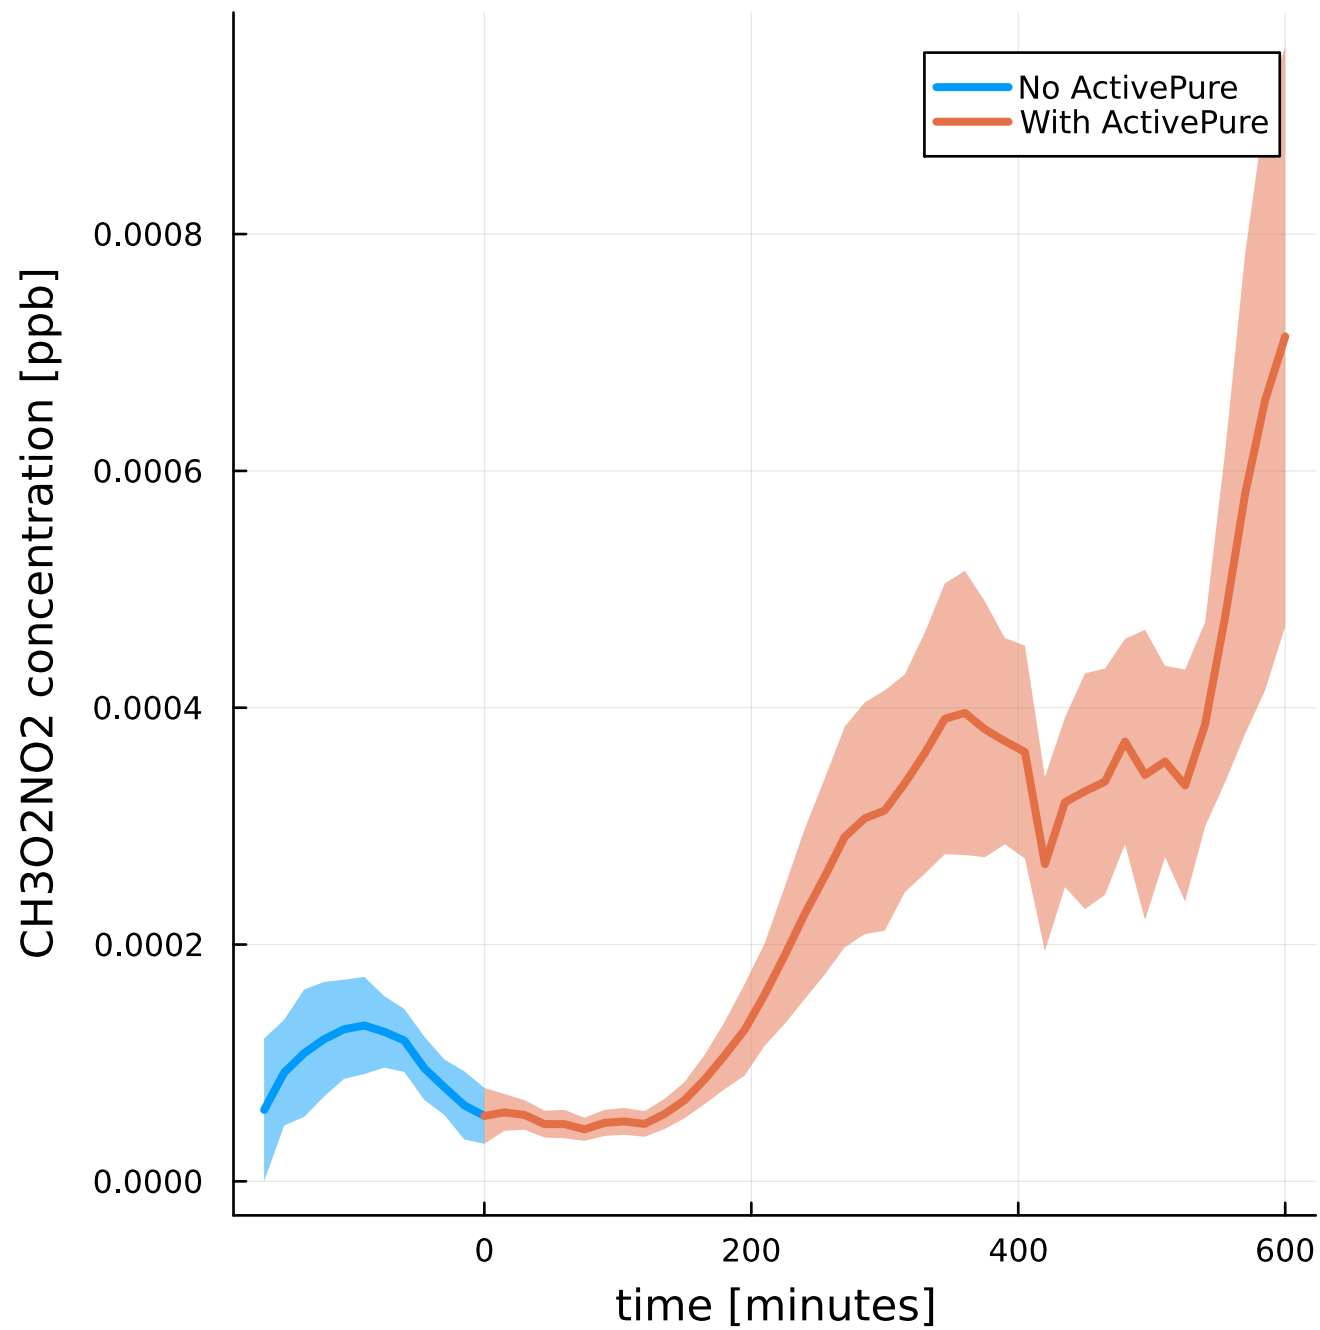 No ActivePure
With ActivePure
0.0008
0.0006
0.0004
0.0002
0.0000
CH3O2NO2 concentration [ppb]
0 200 400 600
time [minutes]